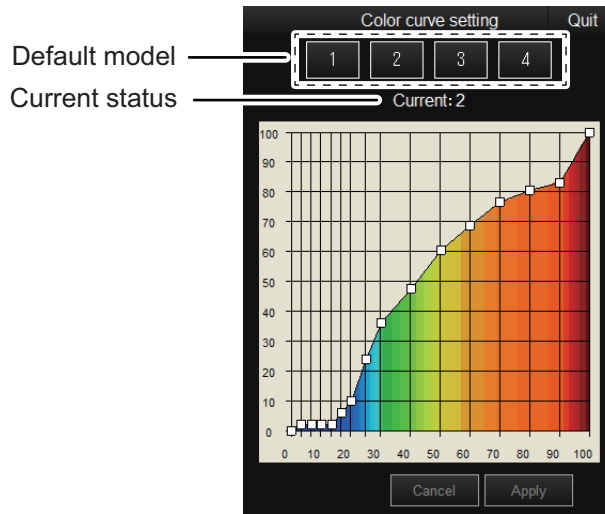 Color curve setting Quit
Default model
1 2 3 4
Current status
Current: 2
100
90
80
70
60
50
40
30
20
10
0
0 10 20 30 40 50 60 70 80 90 100
Cancel Apply